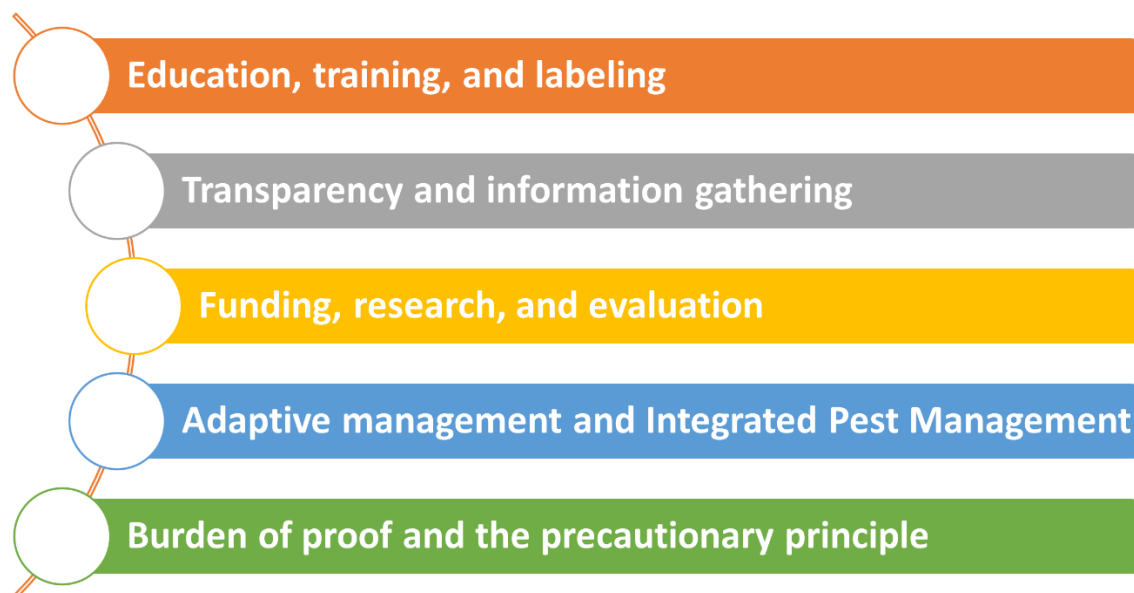 Education, training, and labeling
Transparency and information gathering
Funding, research, and evaluation
Adaptive management and Integrated Pest Management
Burden of proof and the precautionary principle